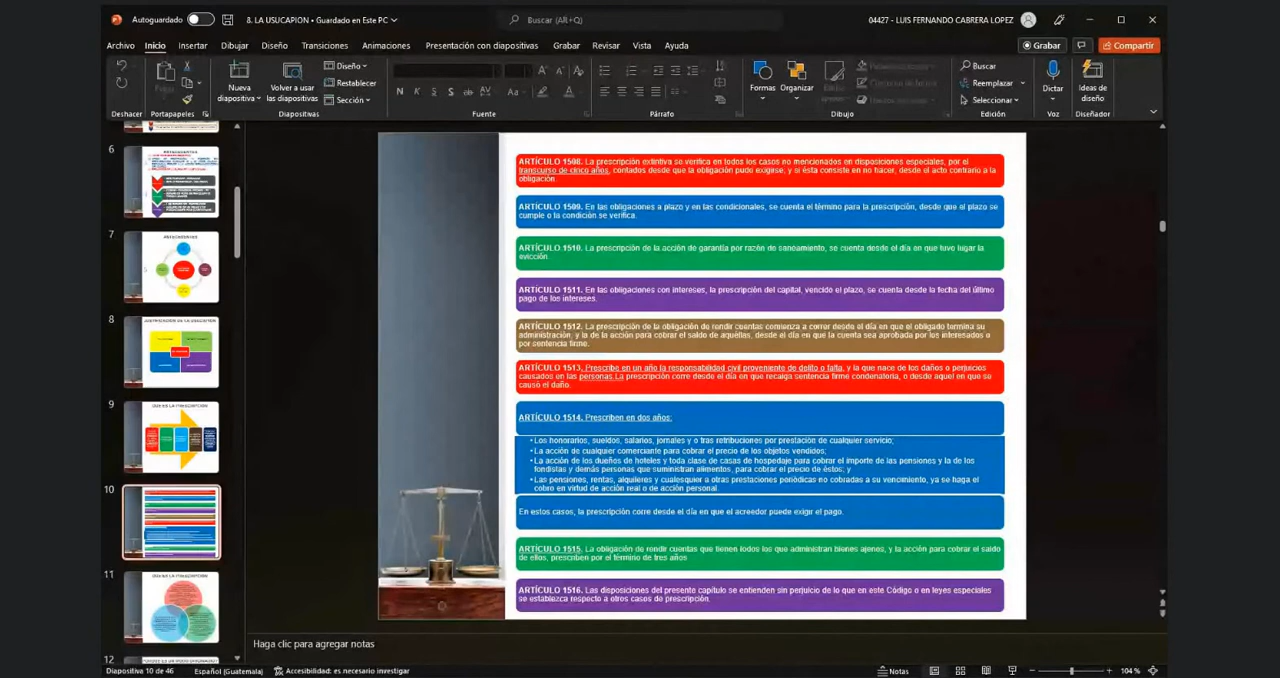 Autoguardado
8. LA USUCAPION • Guardado en Este PC
Buscar (Alt+Q)
04427 - LUIS FERNANDO CABRERA LOPEZ
Archivo Inicio Insertar Dibujar Diseño Transiciones Animaciones Presentación con diapositivas Grabar Revisar Vista Ayuda
Grabar
Compartir
Pegar
Nueva diapositiva
Volver a usar las diapositivas
Diseño
Restablecer
Sección
N K S S ab AV Aa
Formas
Organizar
Estilos
Buscar
Reemplazar
Seleccionar
Dictar
Ideas de diseño
Deshacer Portapapeles Diapositivas Fuente Párrafo Dibujo Edición Voz Diseñador
6
7
8
9
10
11
12
ARTÍCULO 1508. La prescripción extintiva se verifica en todos los casos no mencionados en disposiciones especiales, por el
transcurso de cinco años, contados desde que la obligación pudo exigirse; y si ésta consiste en no hacer, desde el acto contrario a la
obligación.
ARTÍCULO 1509. En las obligaciones a plazo y en las condicionales, se cuenta el término para la prescripción, desde que el plazo se
cumple o la condición se verifica.
ARTÍCULO 1510. La prescripción de la acción de garantía por razón de saneamiento, se cuenta desde el día en que tuvo lugar la
evicción.
ARTÍCULO 1511. En las obligaciones con intereses, la prescripción del capital, vencido el plazo, se cuenta desde la fecha del último
pago de los intereses.
ARTÍCULO 1512. La prescripción de la obligación de rendir cuentas comienza a correr desde el día en que el obligado termina su
administración; y la de la acción para cobrar el saldo de aquéllas, desde el día en que la cuenta sea aprobada por los interesados o
por sentencia firme.
ARTÍCULO 1513. Prescribe en un año la responsabilidad civil proveniente de delito o falta, y la que nace de los daños o perjuicios
causados en las personas.La prescripción corre desde el día en que recaiga sentencia firme condenatoria, o desde aquel en que se
causó el daño.
ARTÍCULO 1514. Prescriben en dos años:
• Los honorarios, sueldos, salarios, jornales y o tras retribuciones por prestación de cualquier servicio;
• La acción de cualquier comerciante para cobrar el precio de los objetos vendidos;
• La acción de los dueños de hoteles y toda clase de casas de hospedaje para cobrar el importe de las pensiones y la de los
fondistas y demás personas que suministran alimentos, para cobrar el precio de éstos; y
• Las pensiones, rentas, alquileres y cualesquier a otras prestaciones periódicas no cobradas a su vencimiento, ya se haga el
cobro en virtud de acción real o de acción personal.
En estos casos, la prescripción corre desde el día en que el acreedor puede exigir el pago.
ARTÍCULO 1515. La obligación de rendir cuentas que tienen todos los que administran bienes ajenos, y la acción para cobrar el saldo
de ellos, prescriben por el término de tres años
ARTÍCULO 1516. Las disposiciones del presente capítulo se entienden sin perjuicio de lo que en este Código o en leyes especiales
se establezca respecto a otros casos de prescripción.
Haga clic para agregar notas
Diapositiva 10 de 46 Español (Guatemala) Accesibilidad: es necesario investigar
Notas
104 %